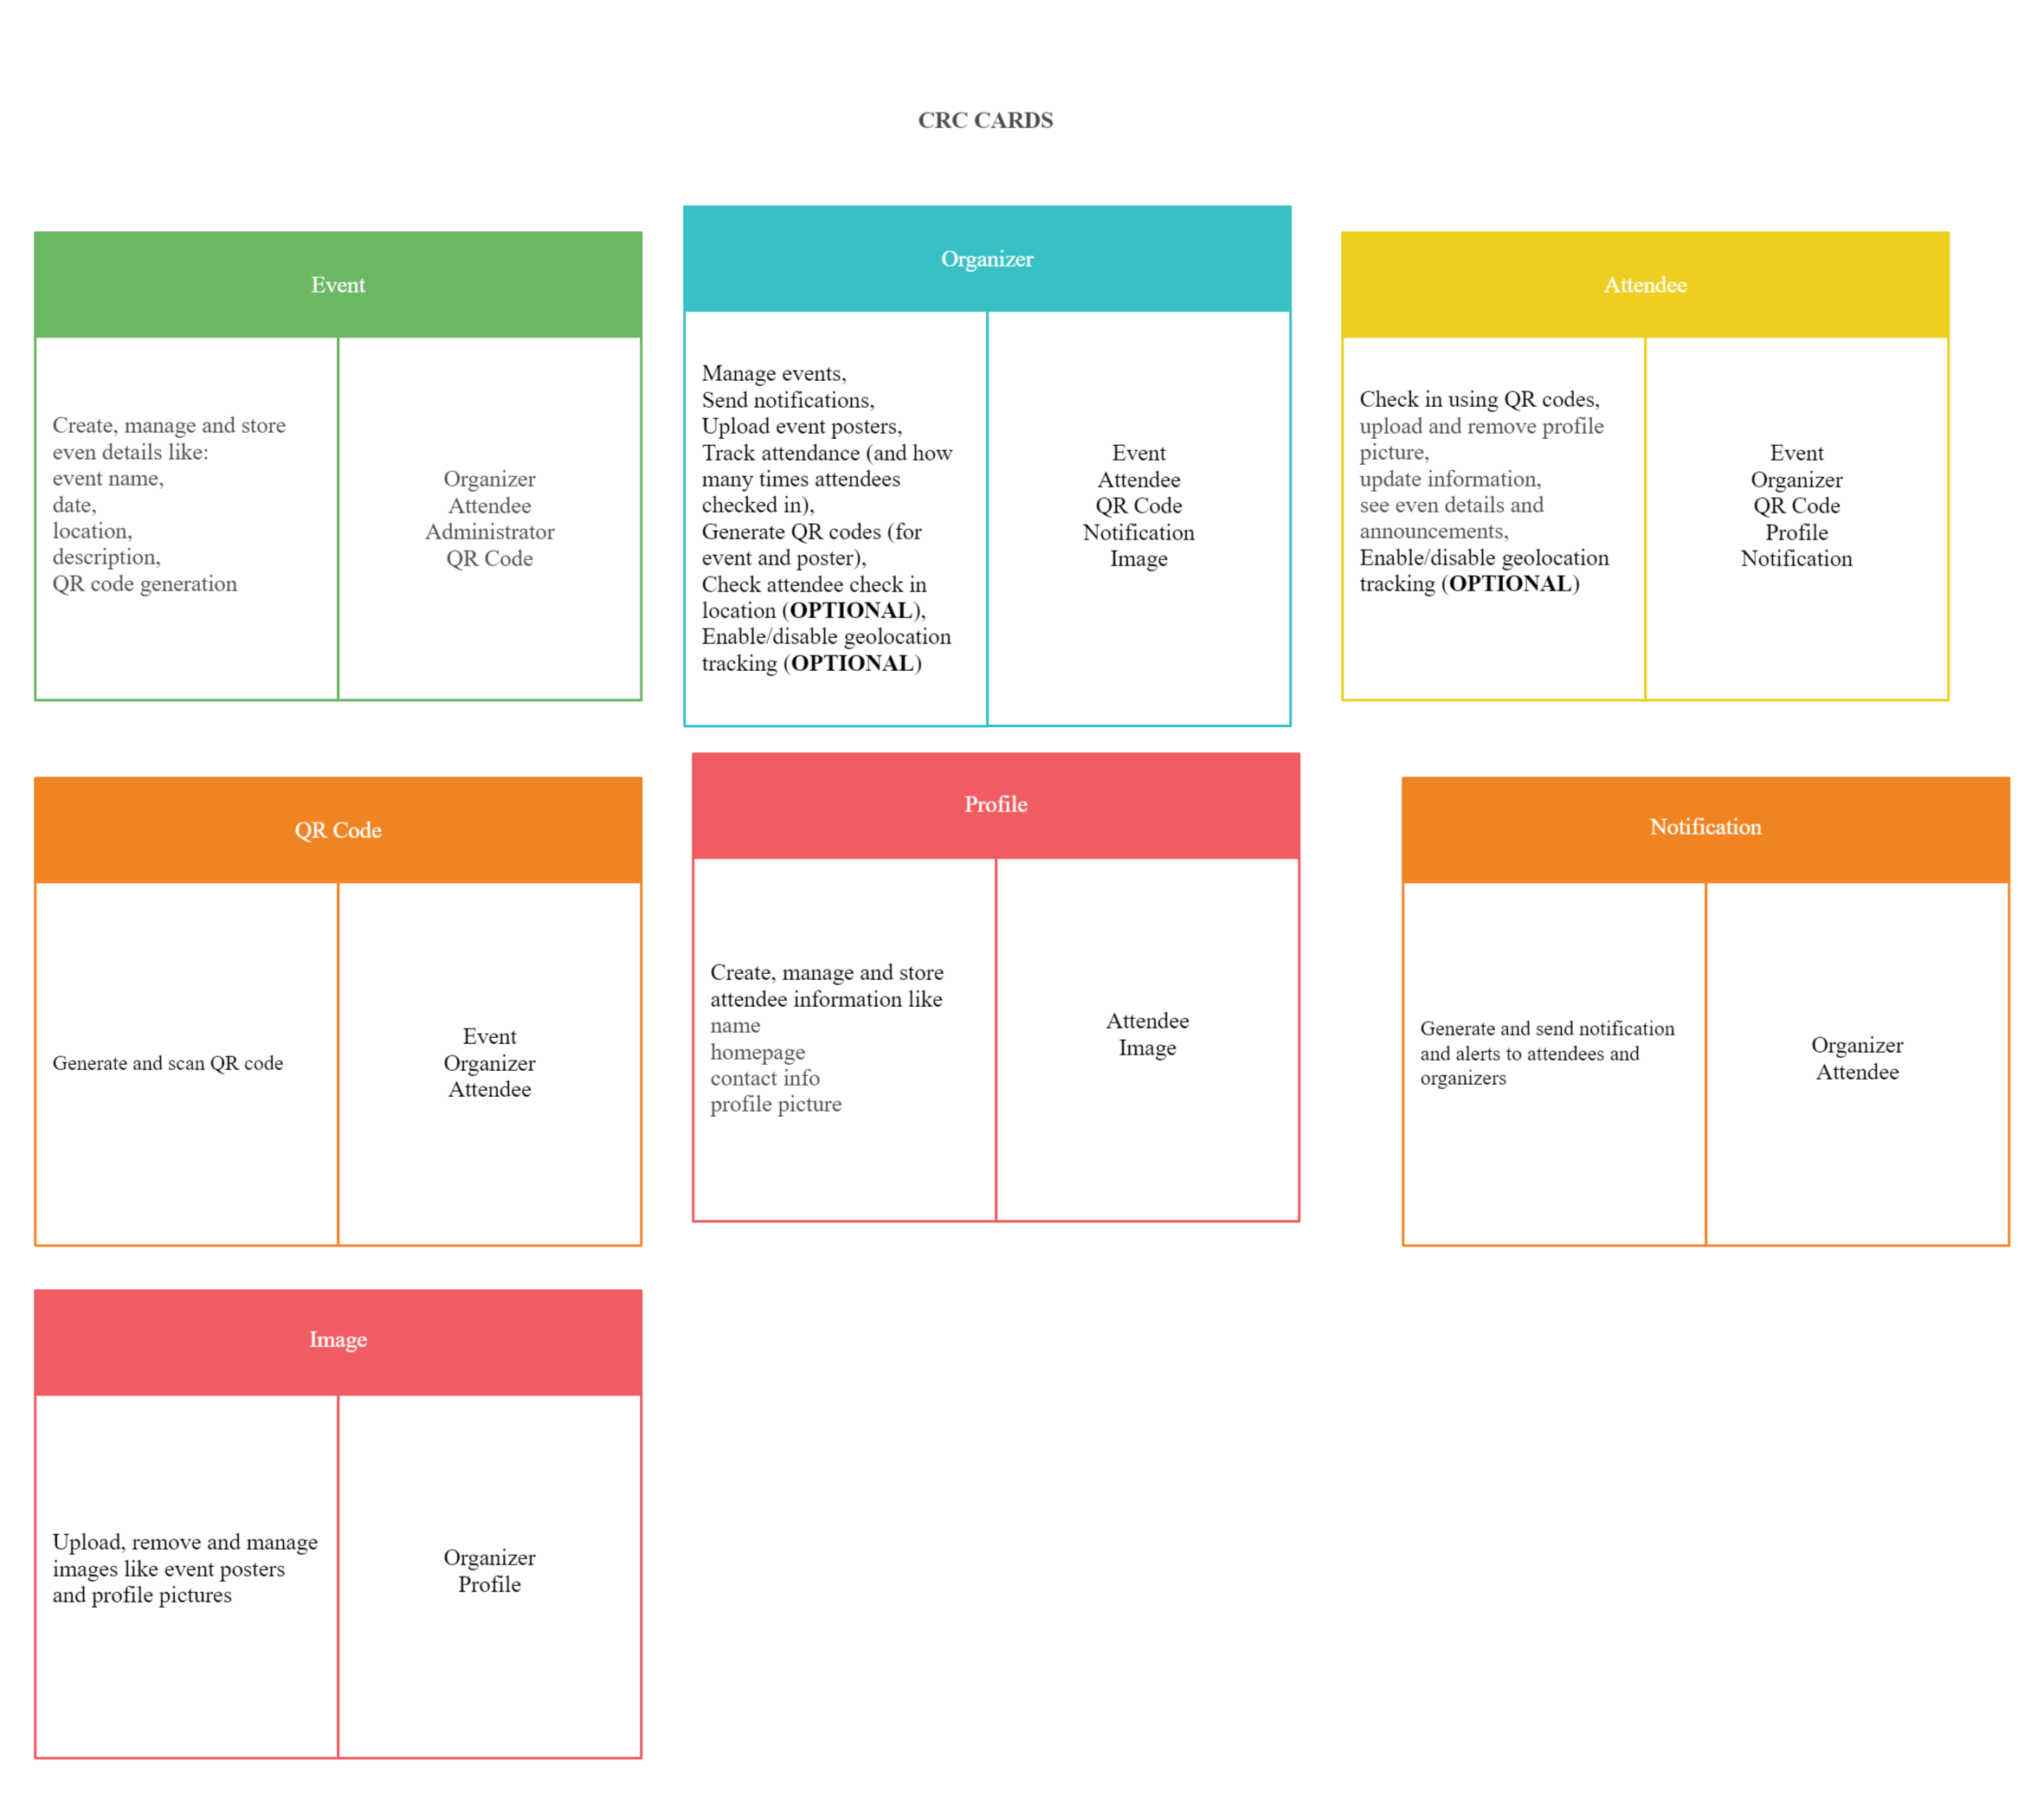 CRC CARDS
Event
Create, manage and store
even details like:
event name,
date,
location,
description,
QR code generation
Organizer
Attendee
Administrator
QR Code
Organizer
Manage events,
Send notifications,
Upload event posters,
Track attendance (and how
many times attendees
checked in),
Generate QR codes (for
event and poster),
Check attendee check in
location (OPTIONAL),
Enable/disable geolocation
tracking (OPTIONAL)
Event
Attendee
QR Code
Notification
Image
Attendee
Check in using QR codes,
upload and remove profile
picture,
update information,
see even details and
announcements,
Enable/disable geolocation
tracking (OPTIONAL)
Event
Organizer
QR Code
Profile
Notification
QR Code
Generate and scan QR code
Event
Organizer
Attendee
Profile
Create, manage and store
attendee information like
name
homepage
contact info
profile picture
Attendee
Image
Notification
Generate and send notification
and alerts to attendees and
organizers
Organizer
Attendee
Image
Upload, remove and manage
images like event posters
and profile pictures
Organizer
Profile